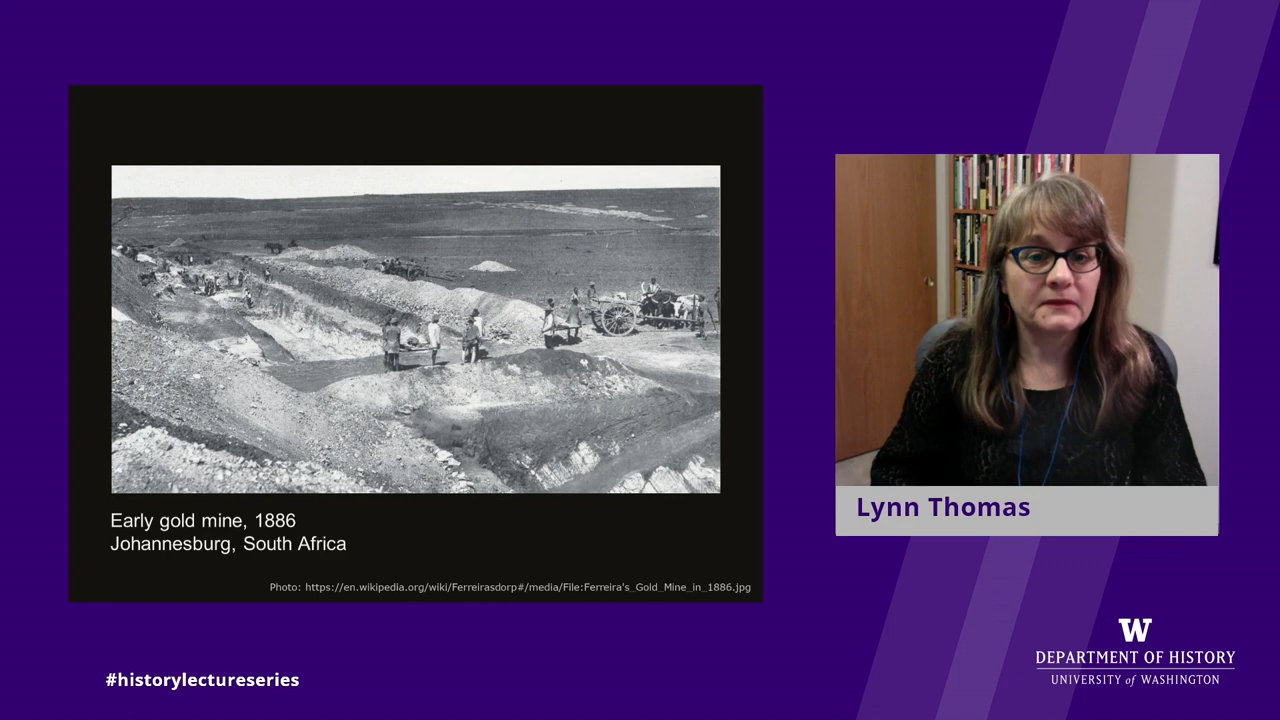 Early gold mine, 1886
Johannesburg, South Africa
Photo: https://en.wikipedia.org/wiki/Ferreirasdorp#/media/File:Ferreira's_Gold_Mine_in_1886.jpg
Lynn Thomas
#historylectureseries
W
DEPARTMENT OF HISTORY
UNIVERSITY of WASHINGTON